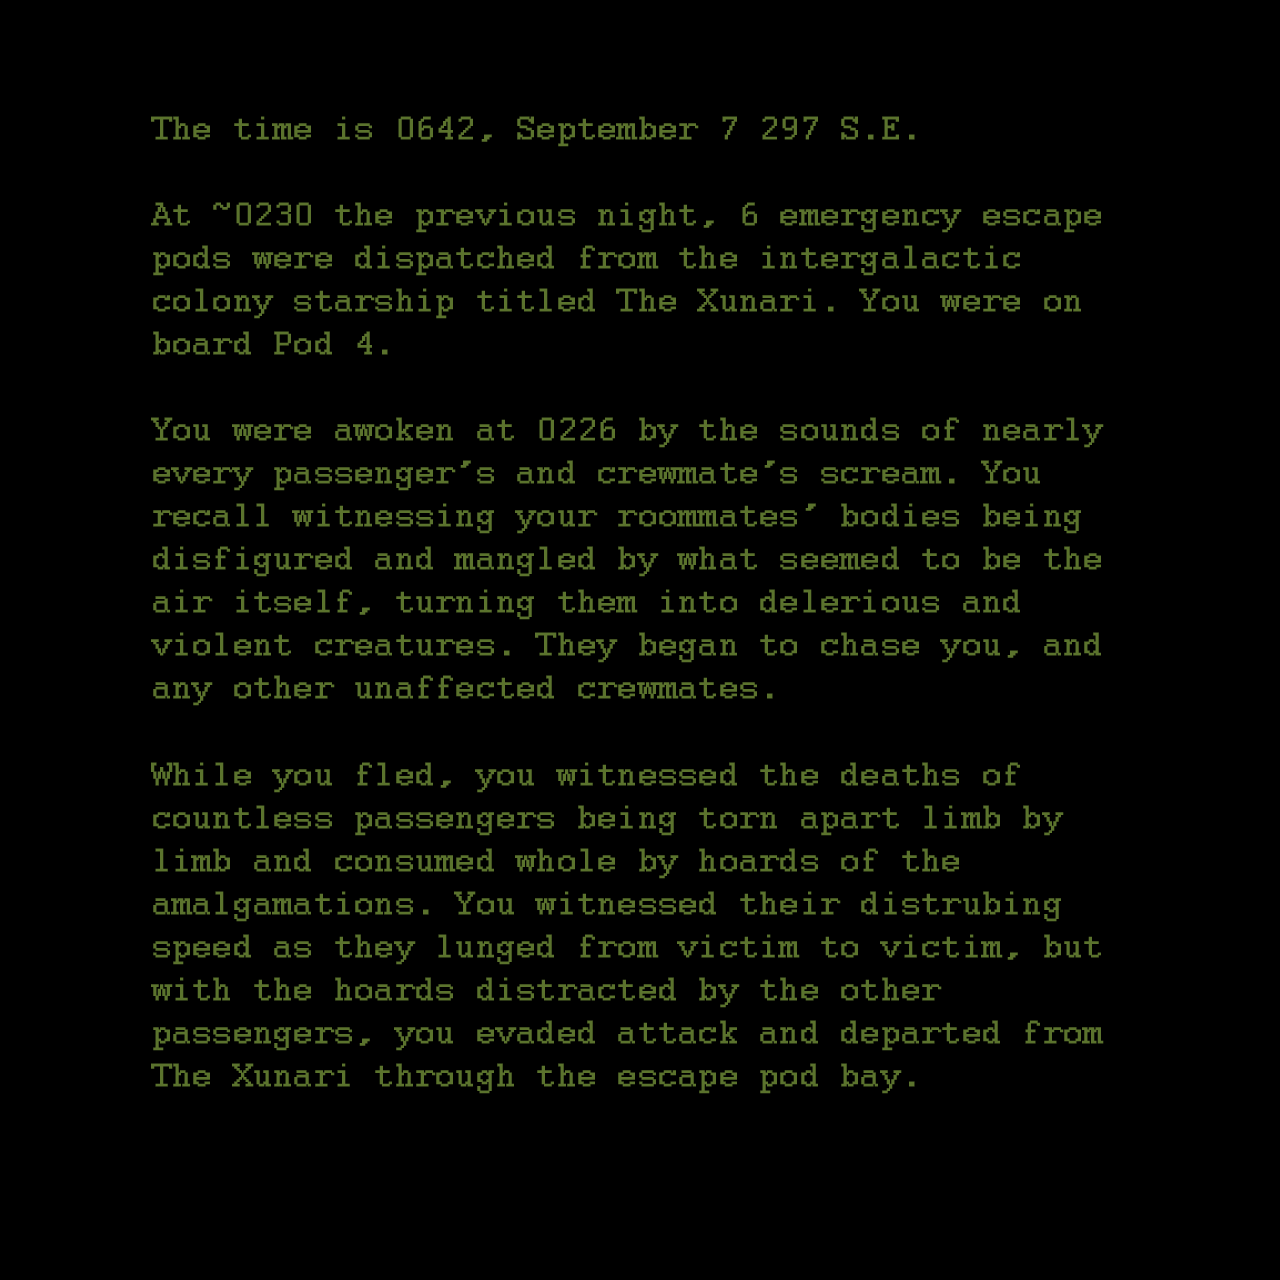 The time is 0642, September 7 297 S.E.
At ~0230 the previous night, 6 emergency escape
pods were dispatched from the intergalactic
colony starship titled The Xunari. You were on
board Pod 4.
You were awoken at 0226 by the sounds of nearly
every passenger's and crewmate's scream. You
recall witnessing your roommates' bodies being
disfigured and mangled by what seemed to be the
air itself, turning them into delerious and
violent creatures. They began to chase you, and
any other unaffected crewmates.
While you fled, you witnessed the deaths of
countless passengers being torn apart limb by
limb and consumed whole by hoards of the
amalgamations. You witnessed their distrubing
speed as they lunged from victim to victim, but
with the hoards distracted by the other
passengers, you evaded attack and departed from
The Xunari through the escape pod bay.